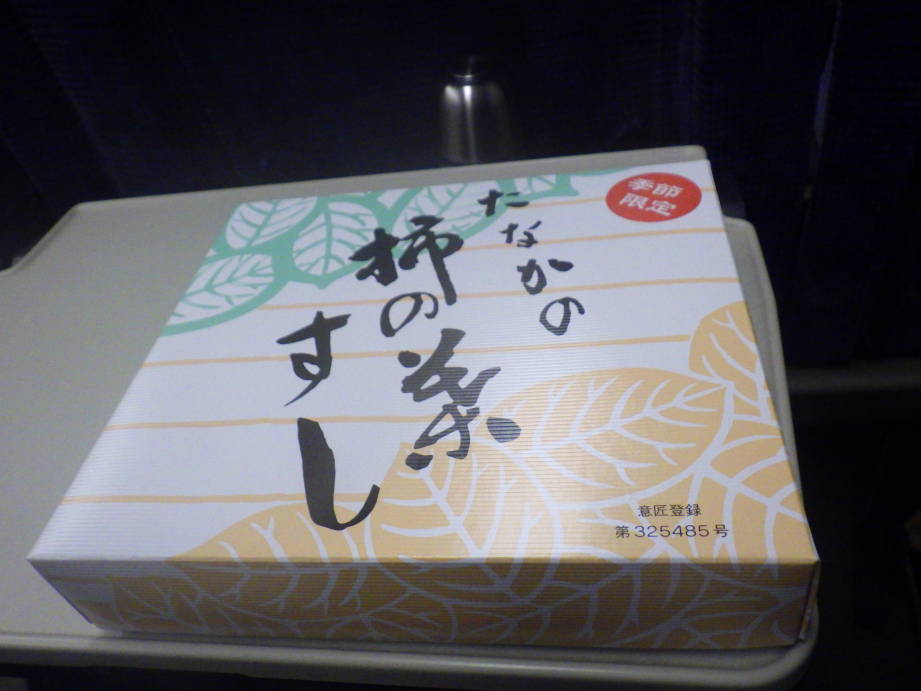 季節
限定
たなかの
柿の葉
すし
意匠登録
第325485号